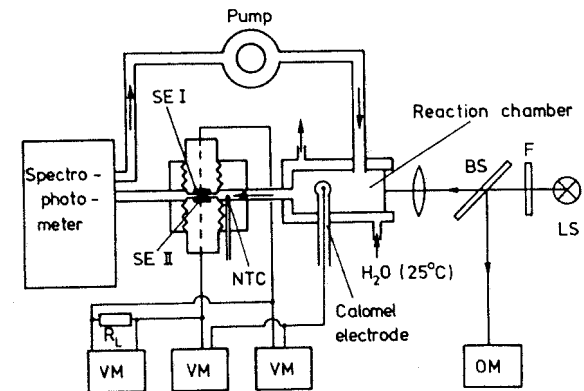 Pump
SE I
Reaction chamber
Spectro-
photo-
meter
BS
F
LS
SE II
NTC
H₂O (25°C)
Calomel
electrode
R_L
VM
VM
VM
OM